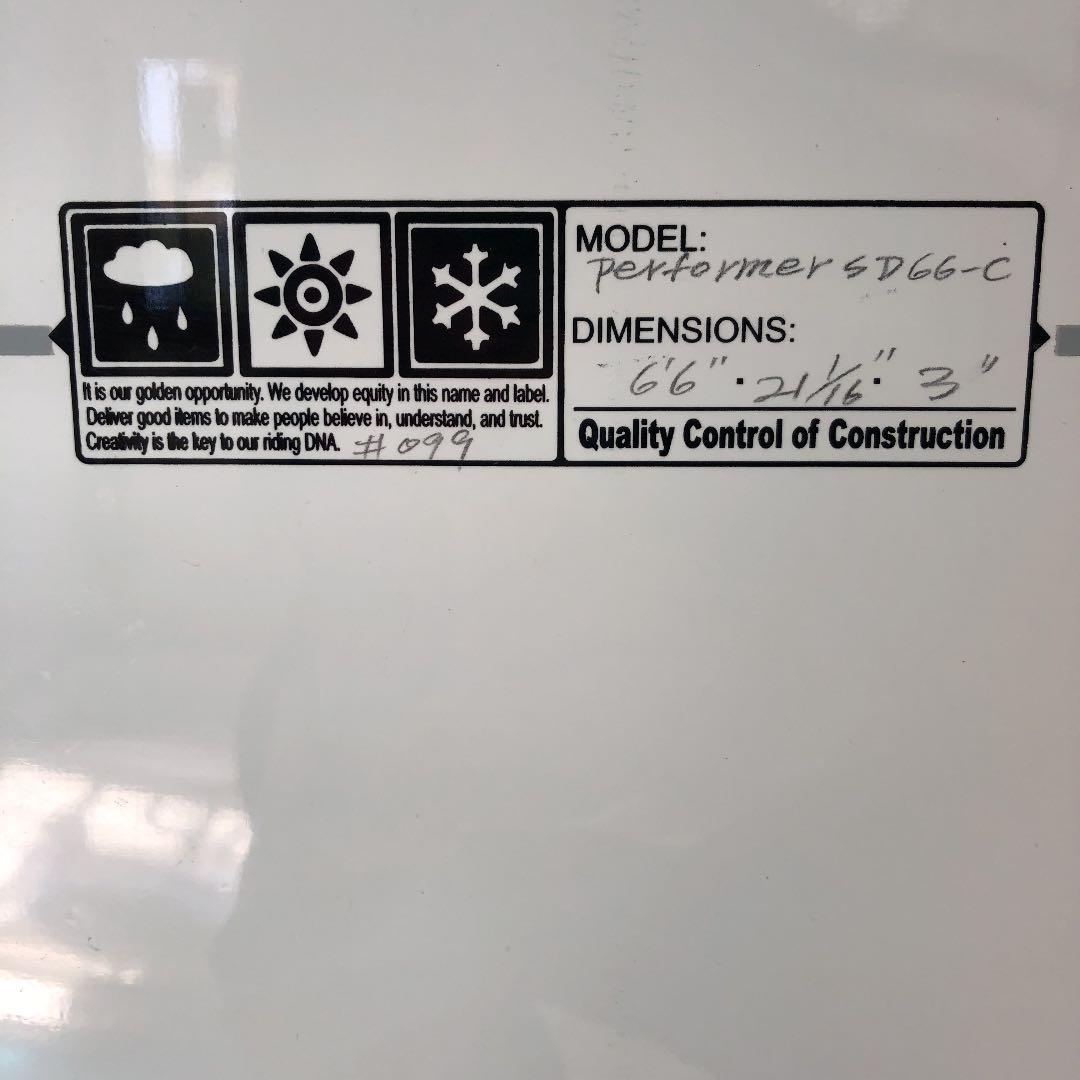 It is our golden opportunity. We develop equity in this name and label.
Deliver good items to make people believe in, understand, and trust.
Creativity is the key to our riding DNA. #099
MODEL:
performer SD66-C
DIMENSIONS:
6'6" · 21 1/16" · 3"
Quality Control of Construction